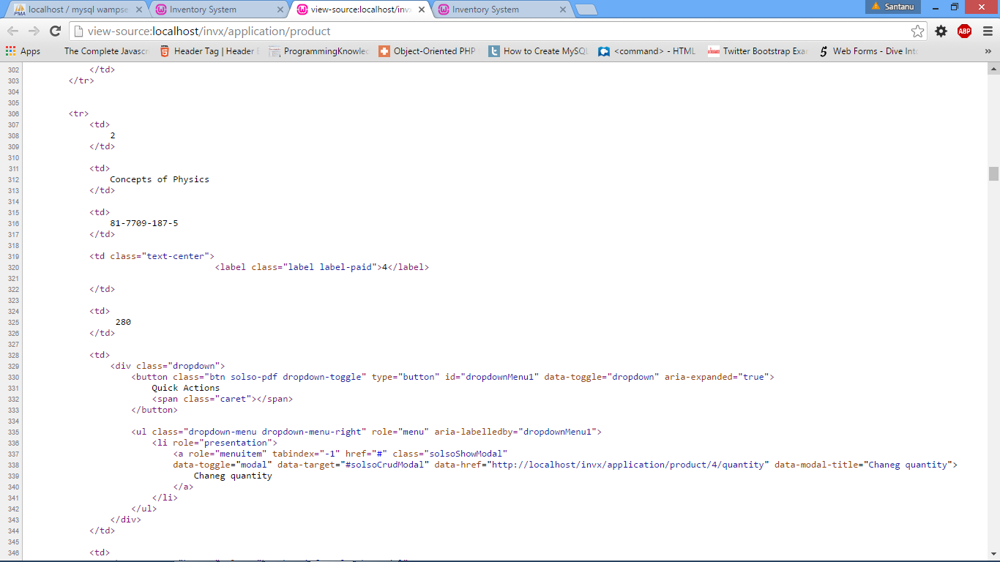 localhost / mysql wampse
Inventory System
view-source:localhost/inv
Inventory System
Santanu
view-source:localhost/invx/application/product
ABP
Apps
The Complete Javascr
Header Tag | Header
ProgrammingKnowled
Object-Oriented PHP
How to Create MySQL
<command> - HTML
Twitter Bootstrap Exa
Web Forms - Dive Into
»
302 </td>
303 </tr>
304
305
306 <tr>
307 <td>
308 2
309 </td>
310
311 <td>
312 Concepts of Physics
313 </td>
314
315 <td>
316 81-7709-187-5
317 </td>
318
319 <td class="text-center">
320 <label class="label label-paid">4</label>
321
322 </td>
323
324 <td>
325 280
326 </td>
327
328 <td>
329 <div class="dropdown">
330 <button class="btn solso-pdf dropdown-toggle" type="button" id="dropdownMenu1" data-toggle="dropdown" aria-expanded="true">
331 Quick Actions
332 <span class="caret"></span>
333 </button>
334
335 <ul class="dropdown-menu dropdown-menu-right" role="menu" aria-labelledby="dropdownMenu1">
336 <li role="presentation">
337 <a role="menuitem" tabindex="-1" href="#" class="solsoShowModal"
338 data-toggle="modal" data-target="#solsoCrudModal" data-href="http://localhost/invx/application/product/4/quantity" data-modal-title="Chaneg quantity">
339 Chaneg quantity
340 </a>
341 </li>
342 </ul>
343 </div>
344 </td>
345
346 <td>